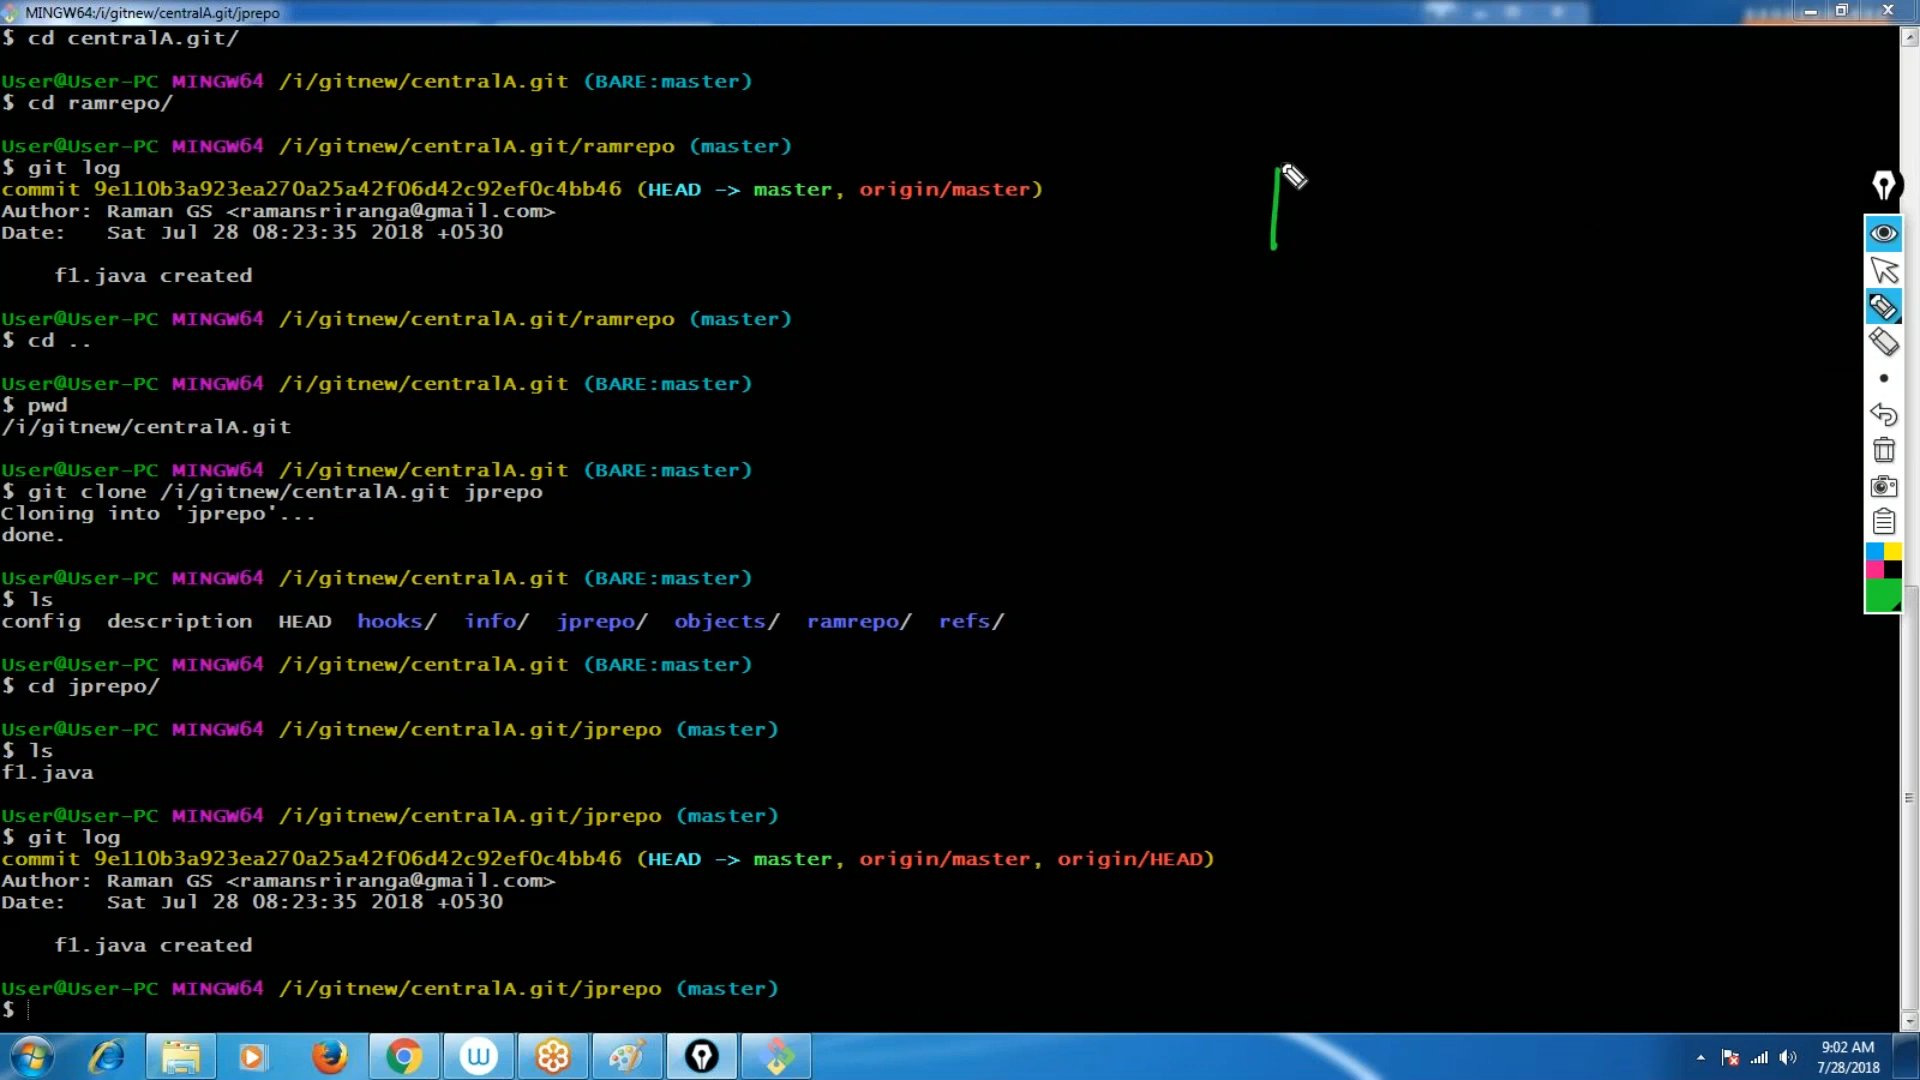 MINGW64:/i/gitnew/centralA.git/jprepo
$ cd centralA.git/
User@User-PC MINGW64 /i/gitnew/centralA.git (BARE:master)
$ cd ramrepo/
User@User-PC MINGW64 /i/gitnew/centralA.git/ramrepo (master)
$ git log
commit 9e110b3a923ea270a25a42f06d42c92ef0c4bb46 (HEAD -> master, origin/master)
Author: Raman GS <ramansriranga@gmail.com>
Date:   Sat Jul 28 08:23:35 2018 +0530
f1.java created
User@User-PC MINGW64 /i/gitnew/centralA.git/ramrepo (master)
$ cd ..
User@User-PC MINGW64 /i/gitnew/centralA.git (BARE:master)
$ pwd
/i/gitnew/centralA.git
User@User-PC MINGW64 /i/gitnew/centralA.git (BARE:master)
$ git clone /i/gitnew/centralA.git jprepo
Cloning into 'jprepo'...
done.
User@User-PC MINGW64 /i/gitnew/centralA.git (BARE:master)
$ ls
config  description  HEAD  hooks/  info/  jprepo/  objects/  ramrepo/  refs/
User@User-PC MINGW64 /i/gitnew/centralA.git (BARE:master)
$ cd jprepo/
User@User-PC MINGW64 /i/gitnew/centralA.git/jprepo (master)
$ ls
f1.java
User@User-PC MINGW64 /i/gitnew/centralA.git/jprepo (master)
$ git log
commit 9e110b3a923ea270a25a42f06d42c92ef0c4bb46 (HEAD -> master, origin/master, origin/HEAD)
Author: Raman GS <ramansriranga@gmail.com>
Date:   Sat Jul 28 08:23:35 2018 +0530
f1.java created
User@User-PC MINGW64 /i/gitnew/centralA.git/jprepo (master)
$
9:02 AM
7/28/2018